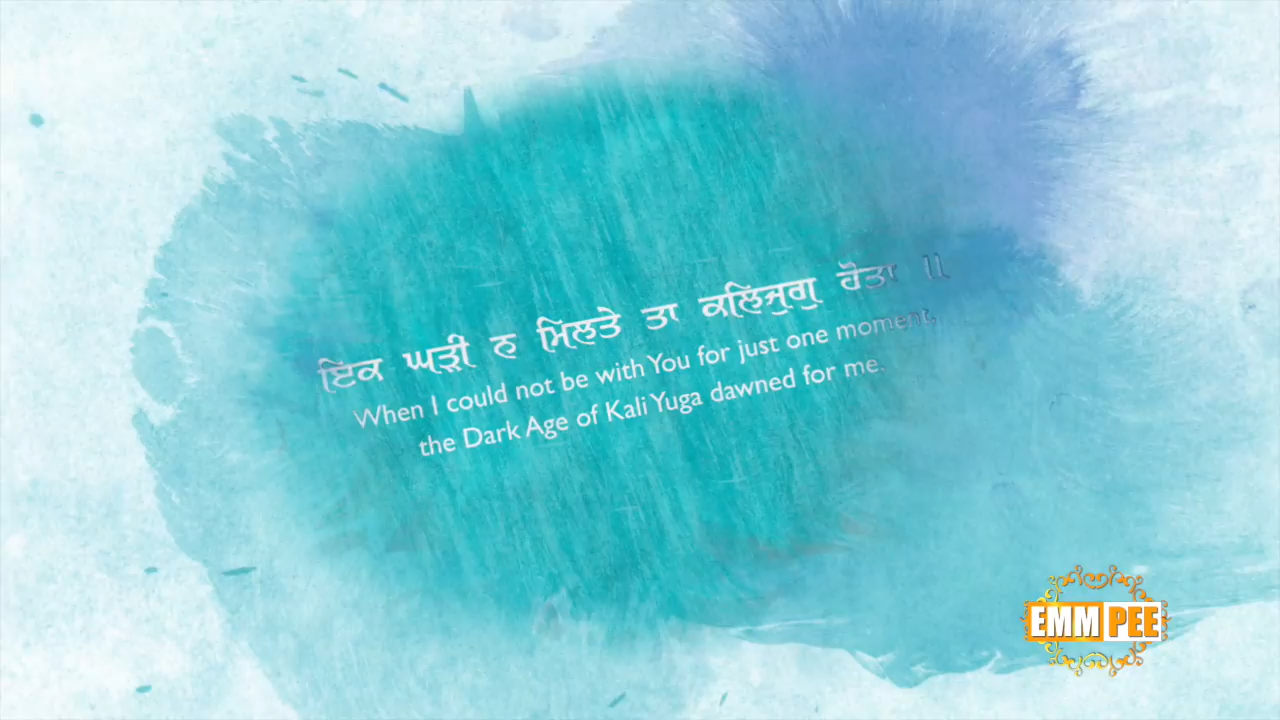 ਇਕ ਘੜੀ ਨ ਮਿਲਤੇ ਤਾ ਕਲਿਜੁਗੁ ਹੋਤਾ ॥
When I could not be with You for just one moment,
the Dark Age of Kali Yuga dawned for me.
EMM PEE